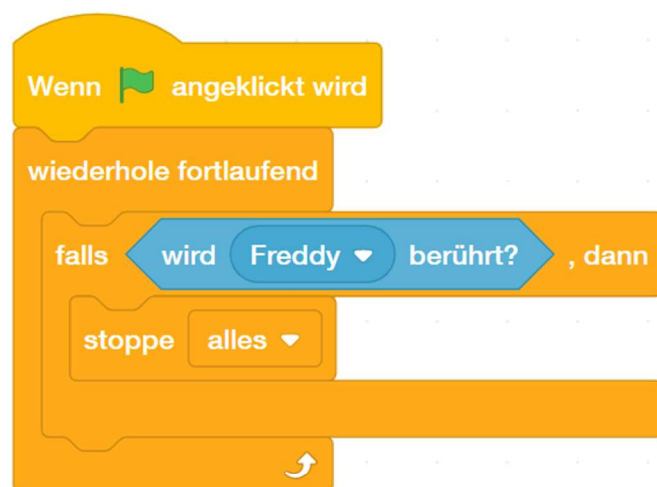 Wenn angeklickt wird
wiederhole fortlaufend
falls wird Freddy berührt? , dann
stoppe alles